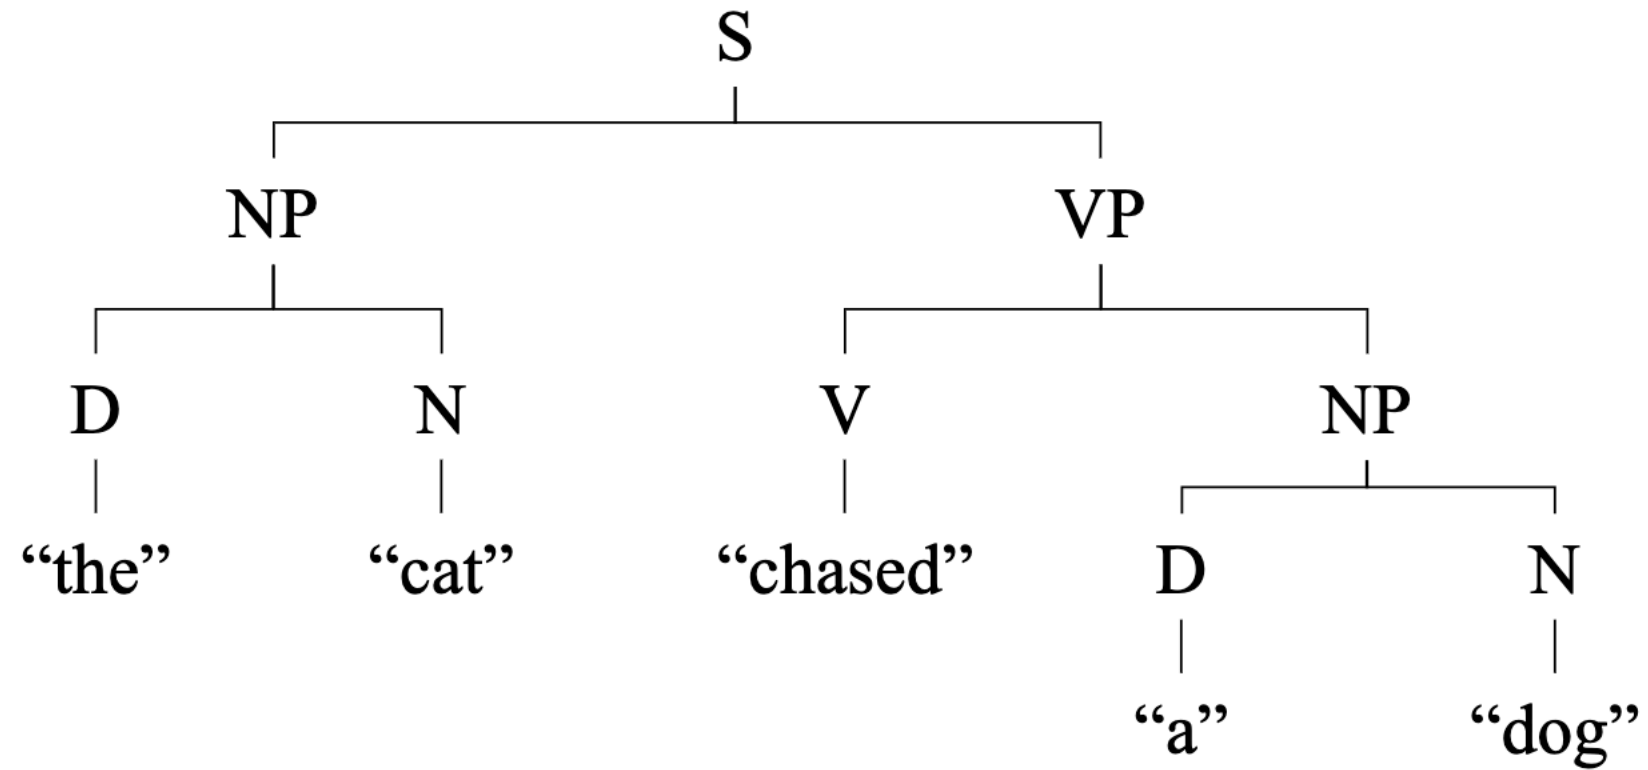 S
NP VP
D N V NP
“the” “cat” “chased” D N
“a” “dog”